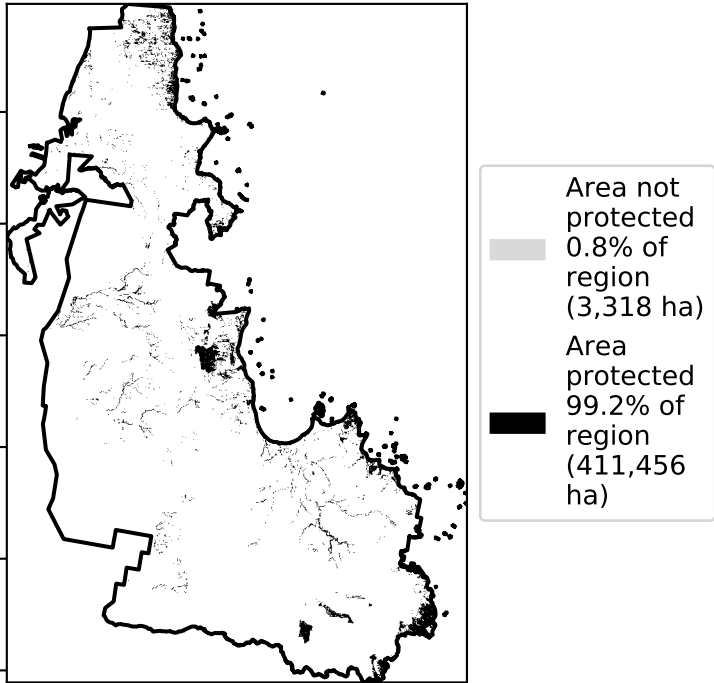 Area not
protected
0.8% of
region
(3,318 ha)
Area
protected
99.2% of
region
(411,456
ha)